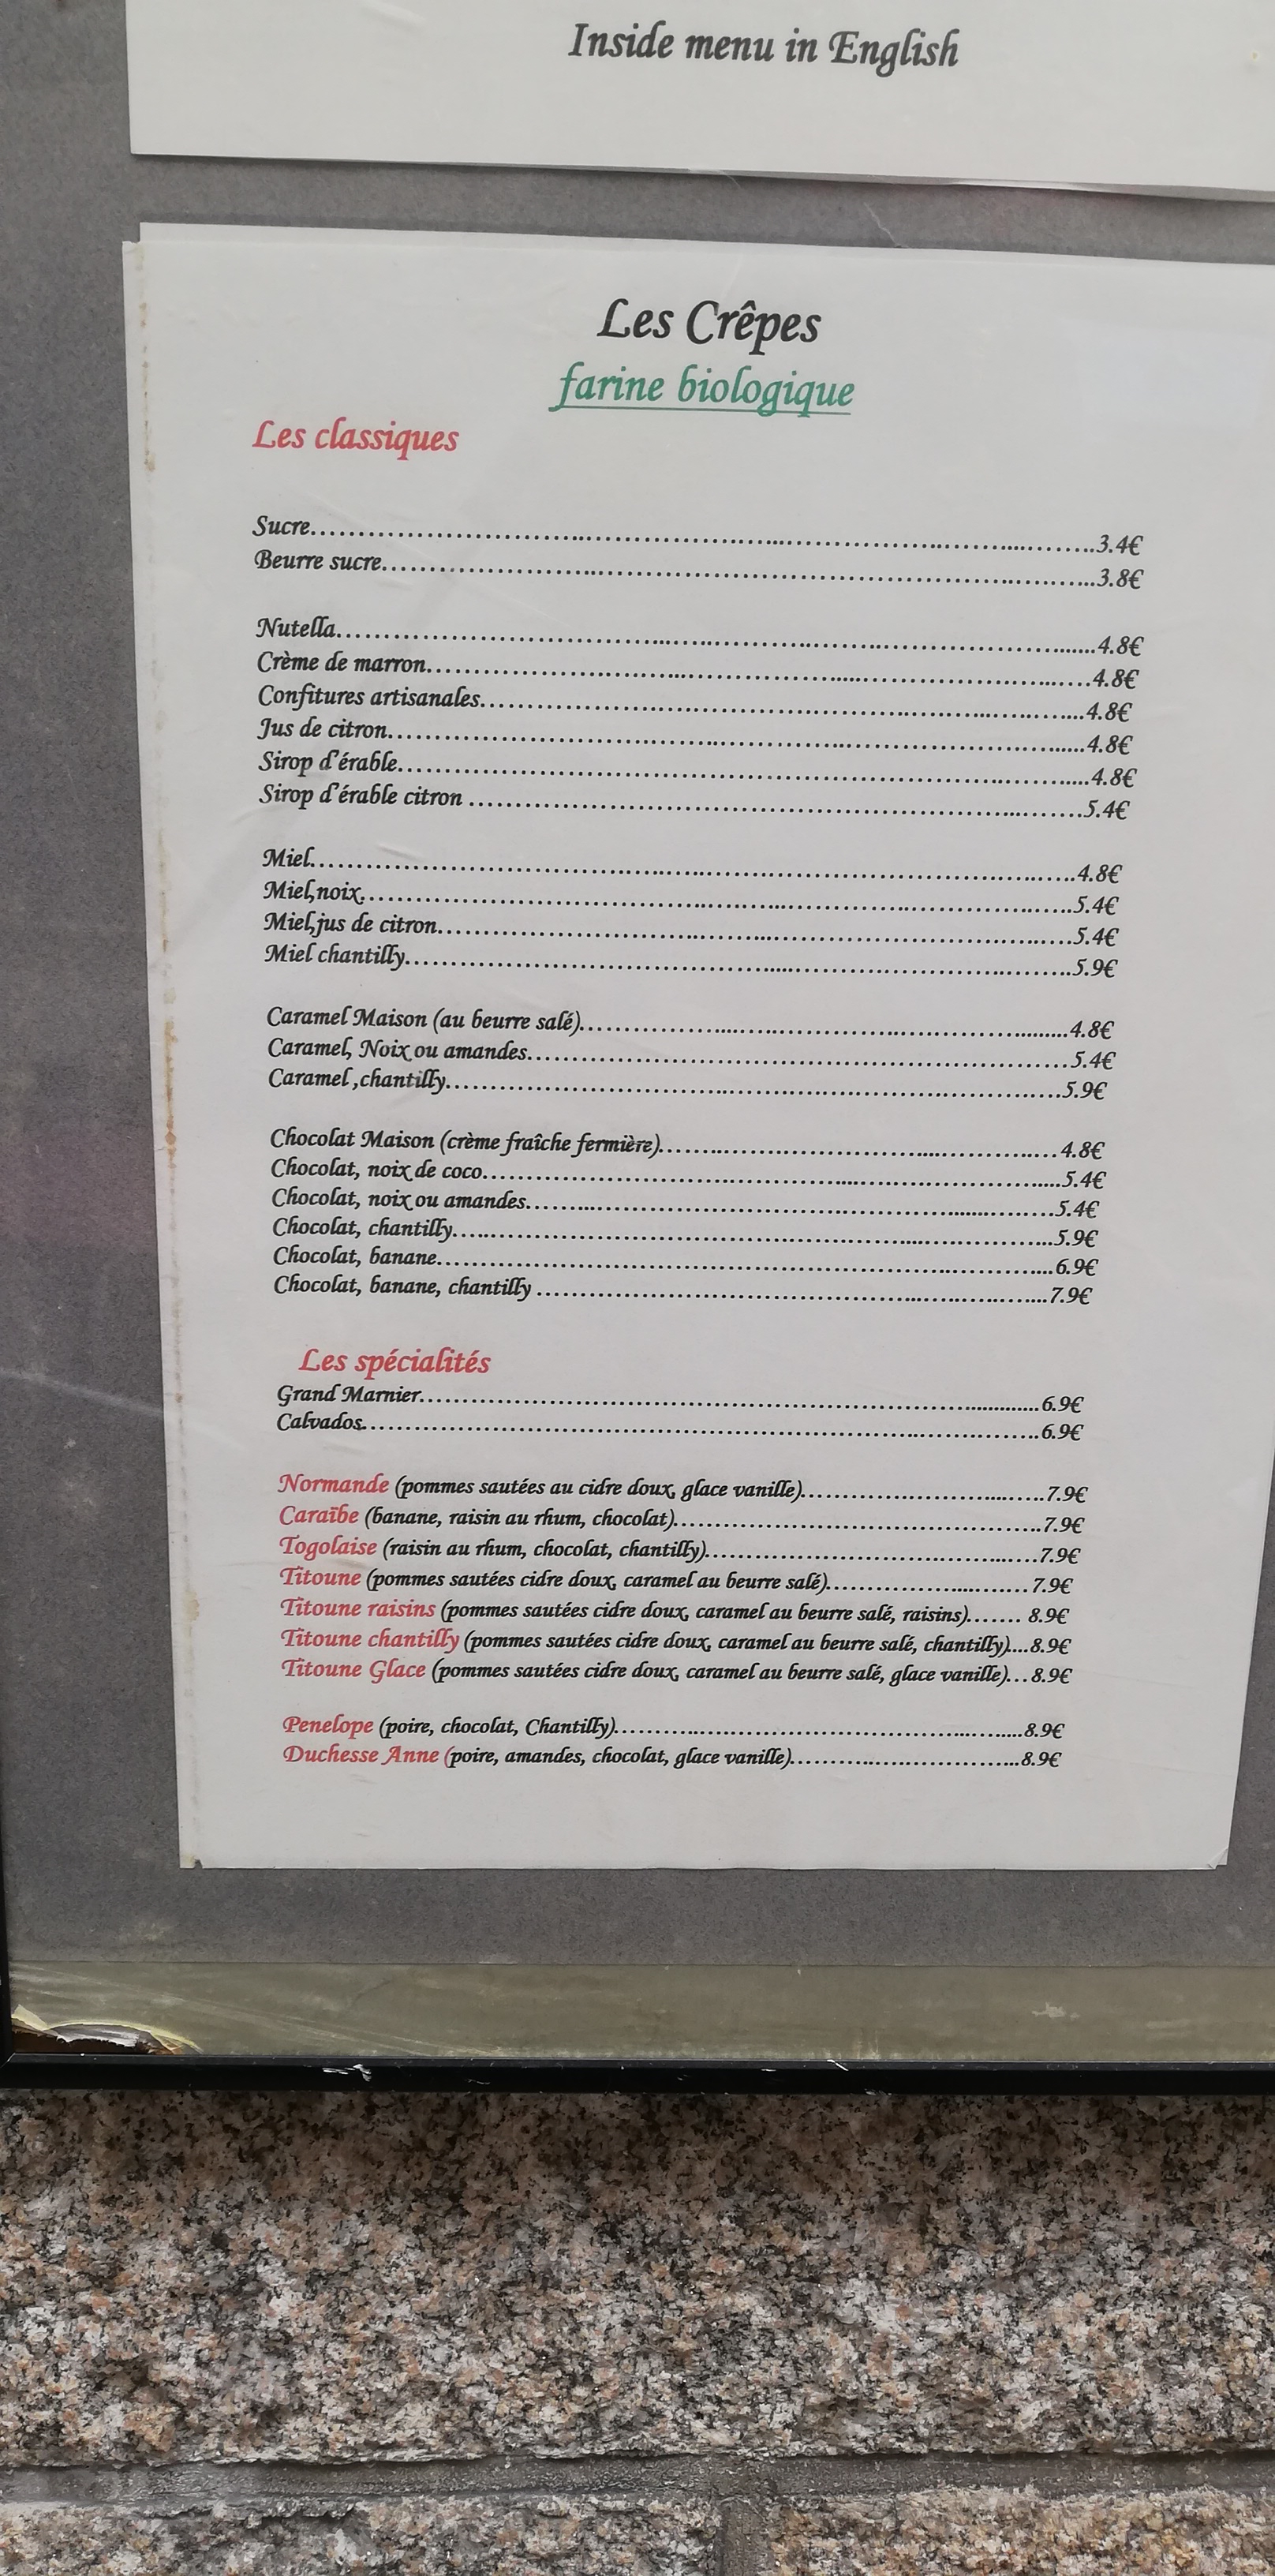 Inside menu in English
Les Crêpes
farine biologique
Les classiques
Sucre.......................................3.4€
Beurre sucre.......................................3.8€
Nutella.......................................4.8€
Crème de marron.......................................4.8€
Confitures artisanales.......................................4.8€
Jus de citron.......................................4.8€
Sirop d'érable.......................................4.8€
Sirop d'érable citron .......................................5.4€
Miel.......................................4.8€
Miel,noix.......................................5.4€
Miel,jus de citron.......................................5.4€
Miel chantilly.......................................5.9€
Caramel Maison (au beurre salé).......................................4.8€
Caramel, Noix ou amandes.......................................5.4€
Caramel ,chantilly.......................................5.9€
Chocolat Maison (crème fraîche fermière).......................................4.8€
Chocolat, noix de coco.......................................5.4€
Chocolat, noix ou amandes.......................................5.4€
Chocolat, chantilly.......................................5.9€
Chocolat, banane.......................................6.9€
Chocolat, banane, chantilly .......................................7.9€
Les spécialités
Grand Marnier.......................................6.9€
Calvados.......................................6.9€
Normande (pommes sautées au cidre doux, glace vanille)..............................7.9€
Caraïbe (banane, raisin au rhum, chocolat).......................................7.9€
Togolaise (raisin au rhum, chocolat, chantilly).......................................7.9€
Titoune (pommes sautées cidre doux, caramel au beurre salé).........................7.9€
Titoune raisins (pommes sautées cidre doux, caramel au beurre salé, raisins)....... 8.9€
Titoune chantilly (pommes sautées cidre doux, caramel au beurre salé, chantilly)....8.9€
Titoune Glace (pommes sautées cidre doux, caramel au beurre salé, glace vanille)...8.9€
Penelope (poire, chocolat, Chantilly).......................................8.9€
Duchesse Anne (poire, amandes, chocolat, glace vanille)..............................8.9€